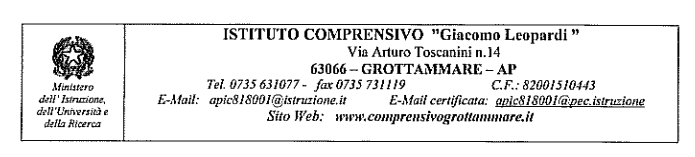 ISTITUTO COMPRENSIVO "Giacomo Leopardi"
Via Arturo Toscanini n.14
63066 – GROTTAMMARE – AP
Tel. 0735 631077 - fax 0735 731119 C.F.: 82001510443
E-Mail: apic818001@istruzione.it E-Mail certificata: apic818001@pec.istruzione
Sito Web: www.comprensivogrottammare.it
Ministero
dell'Istruzione,
dell'Università e
della Ricerca